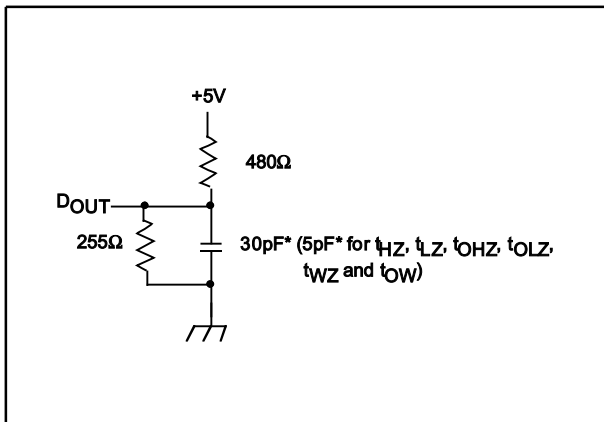 +5V
480Ω
DOUT
255Ω
30pF* (5pF* for tHZ, tLZ, tOHZ, tOLZ,
tWZ and tOW)